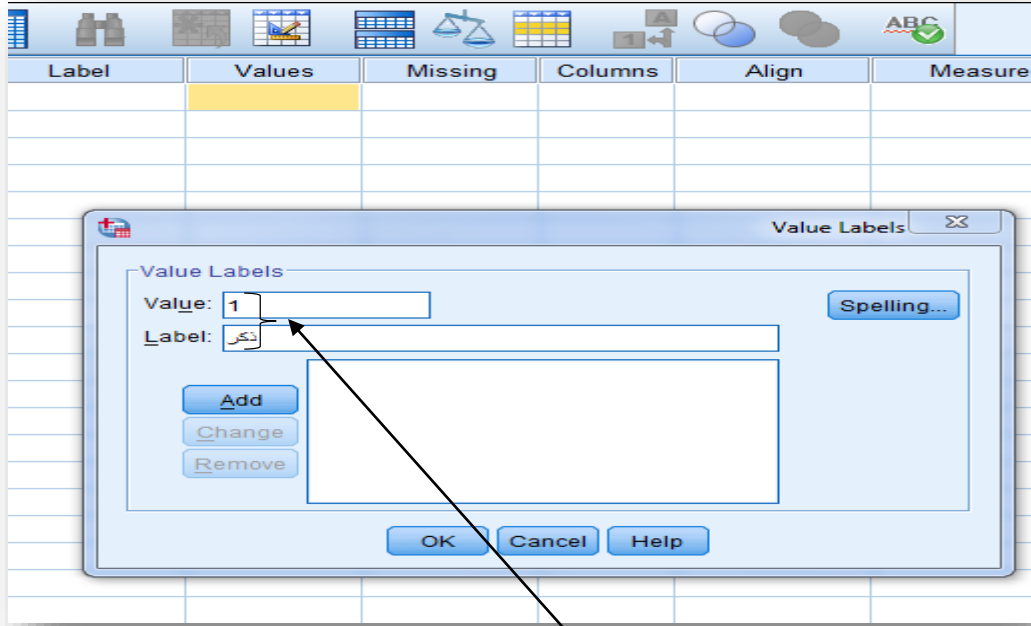 A
1
ABC
Label Values Missing Columns Align Measure
Value Labels
Value Labels
Value: 1
Spelling...
Label: ذكر
Add
Change
Remove
OK Cancel Help